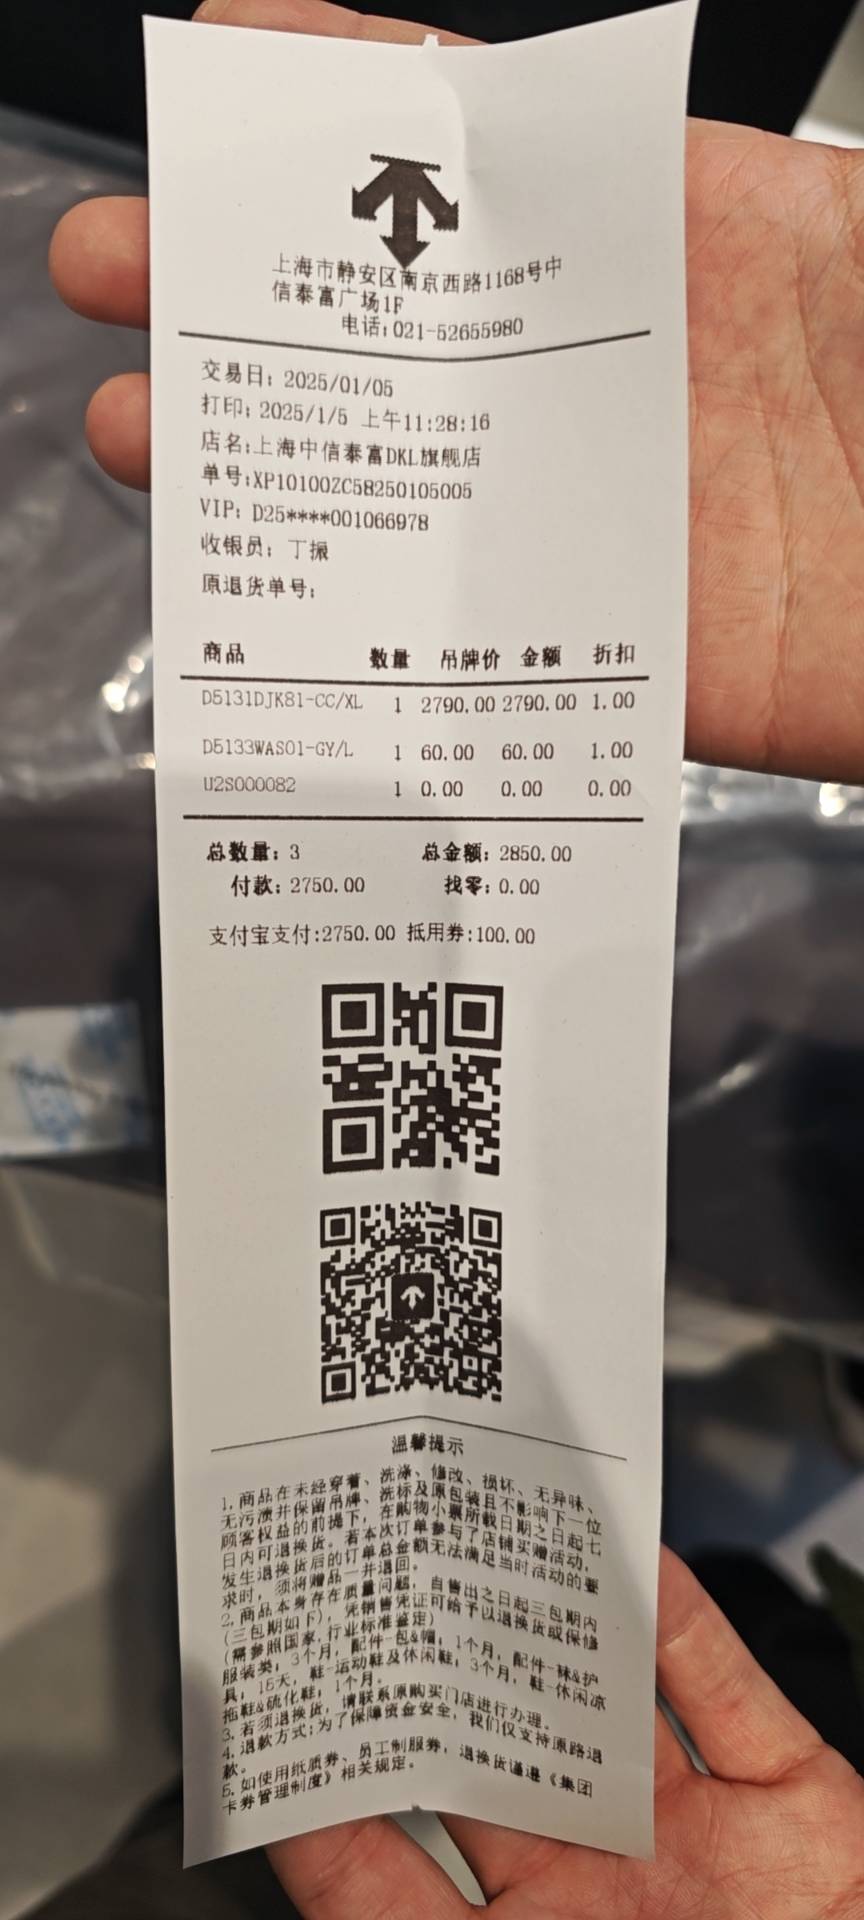 上海市静安区南京西路1168号中
信泰富广场1F
电话:021-52655980
交易日: 2025/01/05
打印: 2025/1/5 上午11:28:16
店名:上海中信泰富DKL旗舰店
单号:XP10100ZC58250105005
VIP: D25****001066978
收银员: 丁振
原退货单号:
商品 数量 吊牌价 金额 折扣
D5131DJK81-CC/XL 1 2790.00 2790.00 1.00
D5133WAS01-GY/L 1 60.00 60.00 1.00
U2S000082 1 0.00 0.00 0.00
总数量: 3 总金额: 2850.00
付款: 2750.00 找零: 0.00
支付宝支付:2750.00 抵用券:100.00
温馨提示
1. 商品在未经穿着、洗涤、修改、损坏、无异味、
无污渍并保留吊牌、洗标及原包装且不影响下一位
顾客权益的前提下, 在购物小票所载日期之日起七
日内可退换货。若本次订单参与了店铺买赠活动,
发生退换货后的订单总金额无法满足当时活动的要
求时, 须将赠品一并退回。
2. 商品本身存在质量问题, 自售出之日起三包期内
(三包期如下), 凭销售凭证可给予以退换货或保修
(需参照国家, 行业标准鉴定)
服装类: 3个月, 配件-包&帽: 1个月, 配件-袜&护
具: 15天, 鞋-运动鞋及休闲鞋: 3个月, 鞋-休闲凉
拖鞋&硫化鞋: 1个月。
3. 若须退换货, 请联系原购买门店进行办理。
4. 退款方式:为了保障资金安全, 我们仅支持原路退
款。
5. 如使用纸质券、员工制服券, 退换货谨遵《集团
卡券管理制度》相关规定。